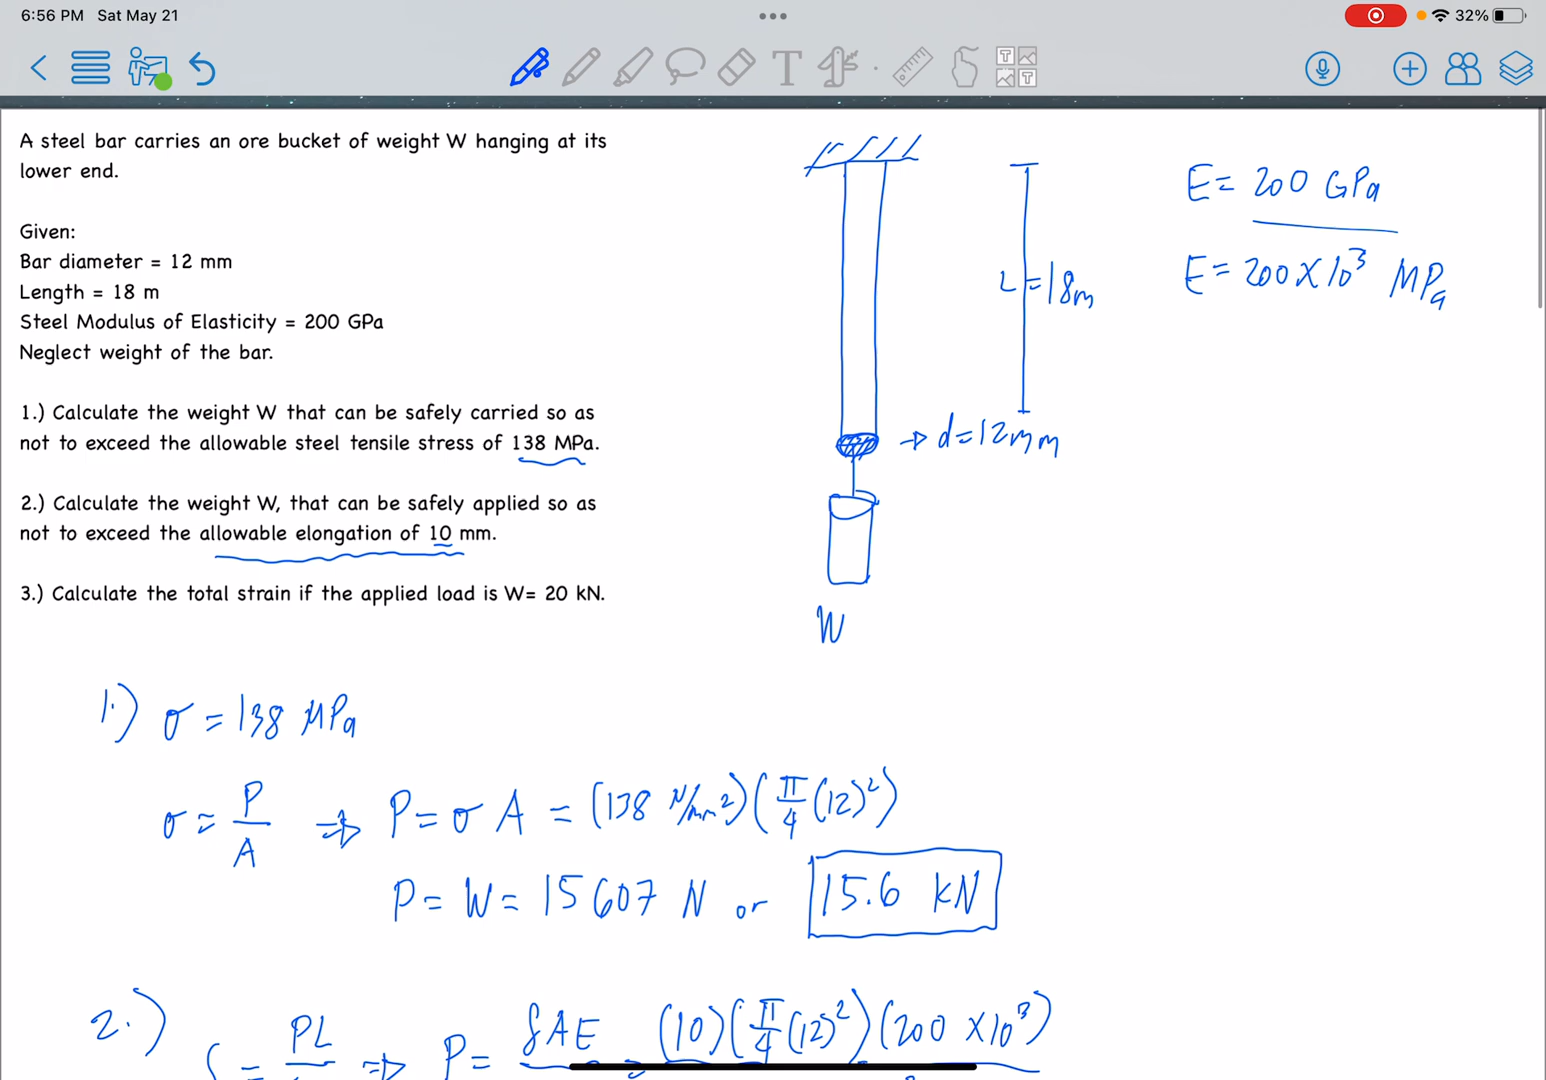 6:56 PM Sat May 21
32%
A steel bar carries an ore bucket of weight W hanging at its
lower end.
Given:
Bar diameter = 12 mm
Length = 18 m
Steel Modulus of Elasticity = 200 GPa
Neglect weight of the bar.
1.) Calculate the weight W that can be safely carried so as
not to exceed the allowable steel tensile stress of 138 MPa.
2.) Calculate the weight W, that can be safely applied so as
not to exceed the allowable elongation of 10 mm.
3.) Calculate the total strain if the applied load is W= 20 kN.
L=18m
→ d=12mm
W
E= 200 GPa
E= 200×10³ MPa
1.) σ = 138 MPa
σ = P/A ⇒ P= σ A = (138 N/mm²)(π/4 (12)²)
P= W= 15607 N or 15.6 kN
2.) δ = PL ⇒ P= δAE = (10)(π/4 (12)²)(200 ×10³)